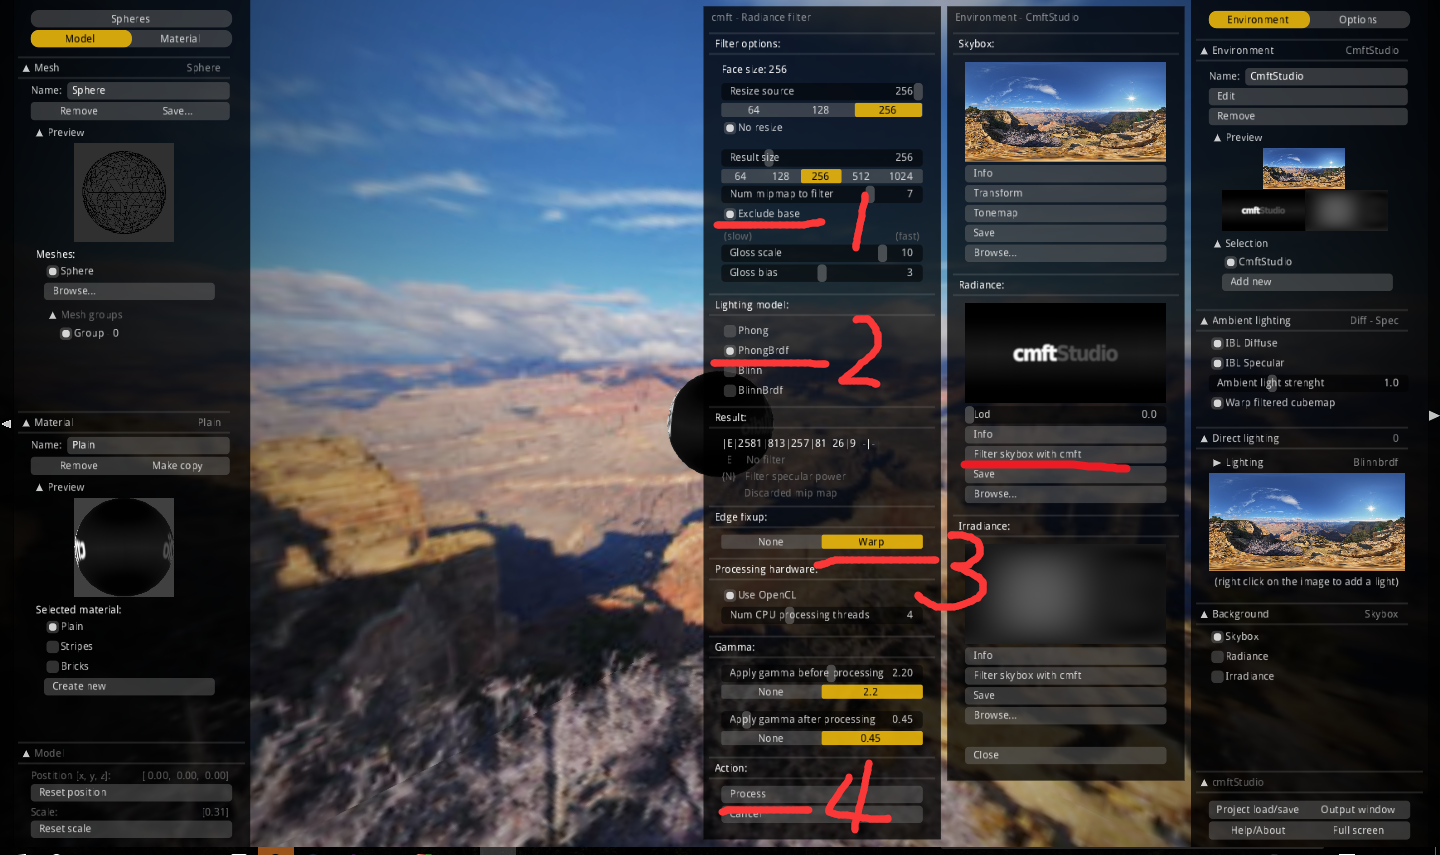 Spheres
Model
Material
▲ Mesh
Sphere
Name: Sphere
Remove
Save...
▲ Preview
Meshes:
Sphere
Browse...
▲ Mesh groups
Group 0
▲ Material
Plain
Name: Plain
Remove
Make copy
▲ Preview
Selected material:
Plain
Stripes
Bricks
Create new
▲ Model
Postition [x, y, z]: [ 0.00, 0.00, 0.00]
Reset position
Scale: [0.31]
Reset scale
cmft - Radiance filter
Filter options:
Face size: 256
Resize source 256
64 128 256
No resize
Result size 256
64 128 256 512 1024
Num mipmap to filter 7
Exclude base
1
(slow) (fast)
Gloss scale 10
Gloss bias 3
Lighting model:
Phong
PhongBrdf
2
Blinn
BlinnBrdf
Result:
|E|2581|813|257|81 26|9 -|-
E No filter
(N) Filter specular power
Discarded mip map
Edge fixup:
None Warp
3
Processing hardware:
Use OpenCL
Num CPU processing threads 4
Gamma:
Apply gamma before processing 2.20
None 2.2
Apply gamma after processing 0.45
None 0.45
Action:
Process
4
Cancel
Environment - CmftStudio
Skybox:
Info
Transform
Tonemap
Save
Browse...
Radiance:
cmftStudio
Lod 0.0
Info
Filter skybox with cmft
Save
Browse...
Irradiance:
Info
Filter skybox with cmft
Save
Browse...
Close
Environment
Options
▲ Environment CmftStudio
Name: CmftStudio
Edit
Remove
▲ Preview
cmftStudio
▲ Selection
CmftStudio
Add new
▲ Ambient lighting Diff - Spec
IBL Diffuse
IBL Specular
Ambient light strenght 1.0
Warp filtered cubemap
▲ Direct lighting 0
▶ Lighting Blinnbrdf
(right click on the image to add a light)
▲ Background Skybox
Skybox
Radiance
Irradiance
▲ cmftStudio
Project load/save
Output window
Help/About
Full screen